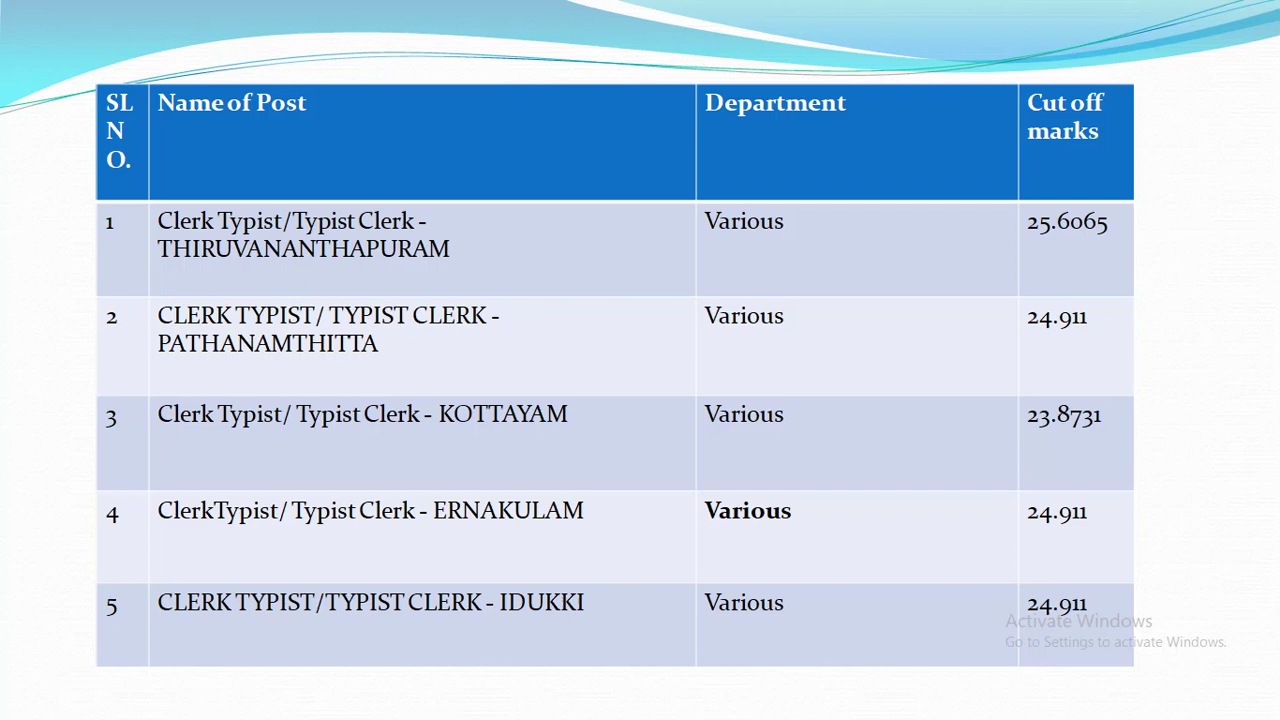 SL
N
O.
Name of Post
Department
Cut off
marks
1
Clerk Typist/Typist Clerk -
THIRUVANANTHAPURAM
Various
25.6065
2
CLERK TYPIST/ TYPIST CLERK -
PATHANAMTHITTA
Various
24.911
3
Clerk Typist/ Typist Clerk - KOTTAYAM
Various
23.8731
4
ClerkTypist/ Typist Clerk - ERNAKULAM
Various
24.911
5
CLERK TYPIST/TYPIST CLERK - IDUKKI
Various
24.911
Activate Windows
Go to Settings to activate Windows.